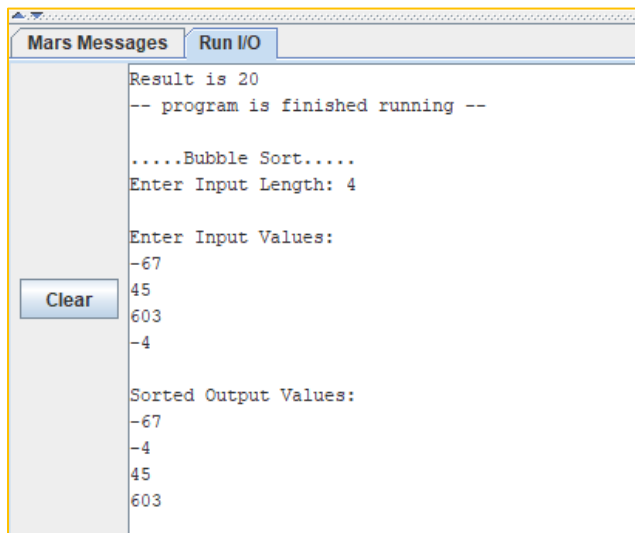 Mars Messages Run I/O
Result is 20
-- program is finished running --
.....Bubble Sort.....
Enter Input Length: 4
Enter Input Values:
-67
45
603
-4
Clear
Sorted Output Values:
-67
-4
45
603